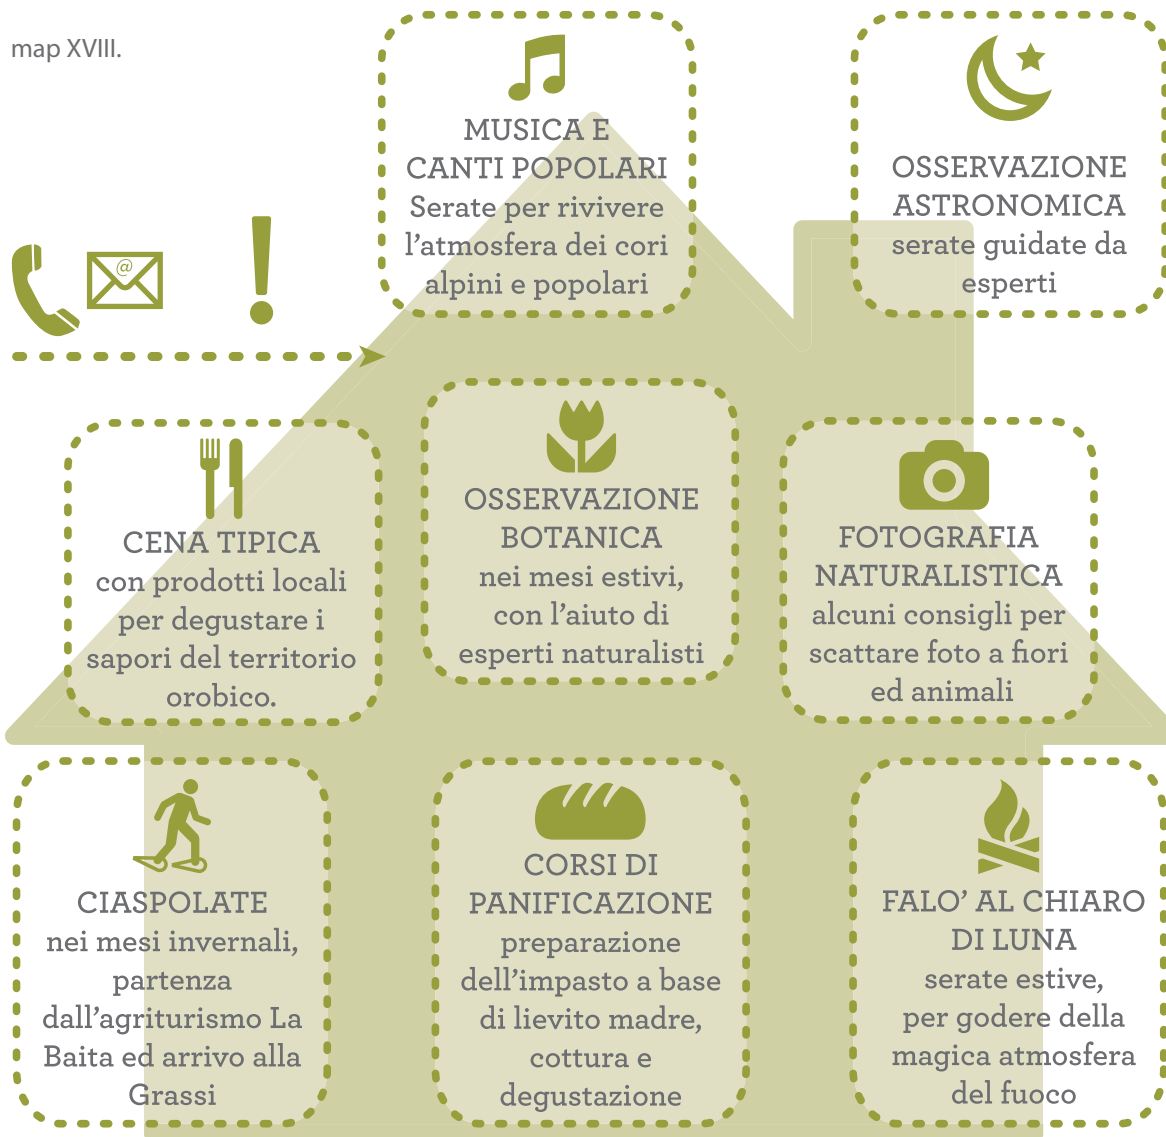 map XVIII.
MUSICA E
CANTI POPOLARI
Serate per rivivere
l’atmosfera dei cori
alpini e popolari
OSSERVAZIONE
ASTRONOMICA
serate guidate da
esperti
@
CENA TIPICA
con prodotti locali
per degustare i
sapori del territorio
orobico.
OSSERVAZIONE
BOTANICA
nei mesi estivi,
con l’aiuto di
esperti naturalisti
FOTOGRAFIA
NATURALISTICA
alcuni consigli per
scattare foto a fiori
ed animali
CIASPOLATE
nei mesi invernali,
partenza
dall’agriturismo La
Baita ed arrivo alla
Grassi
CORSI DI
PANIFICAZIONE
preparazione
dell’impasto a base
di lievito madre,
cottura e
degustazione
FALO’ AL CHIARO
DI LUNA
serate estive,
per godere della
magica atmosfera
del fuoco